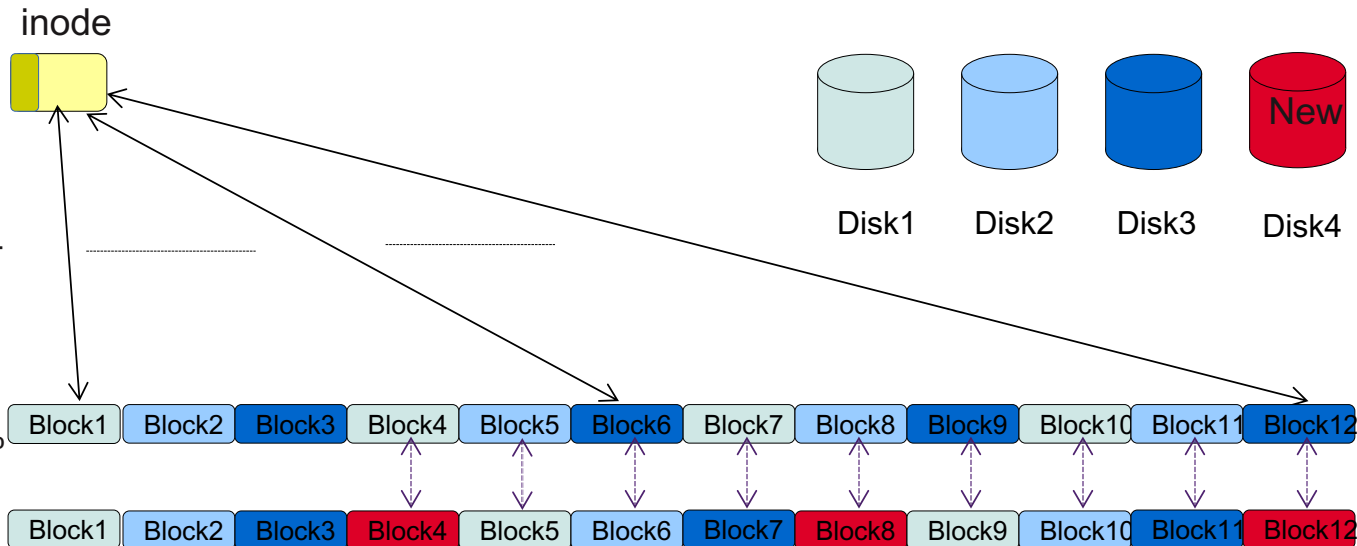 inode
New
Disk1 Disk2 Disk3 Disk4
Block1 Block2 Block3 Block4 Block5 Block6 Block7 Block8 Block9 Block10 Block11 Block12
Block1 Block2 Block3 Block4 Block5 Block6 Block7 Block8 Block9 Block10 Block11 Block12